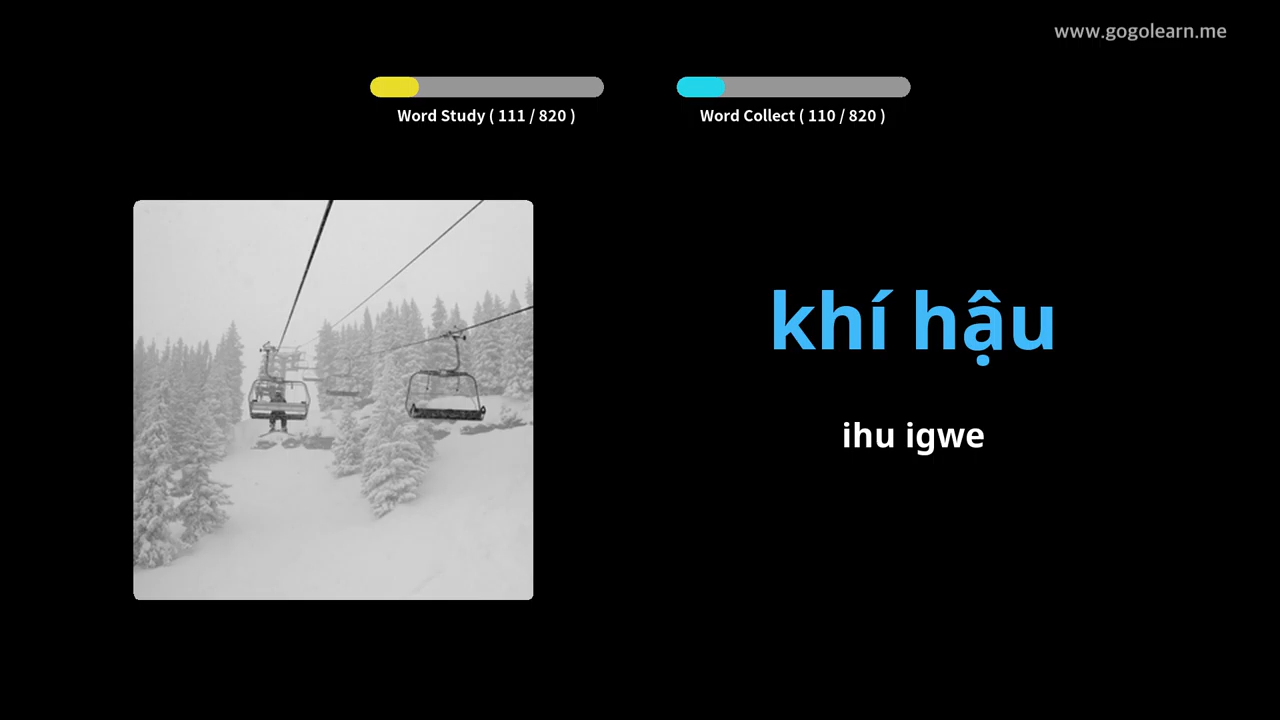 www.gogolearn.me
Word Study ( 111 / 820 )
Word Collect ( 110 / 820 )
khí hậu
ihu igwe